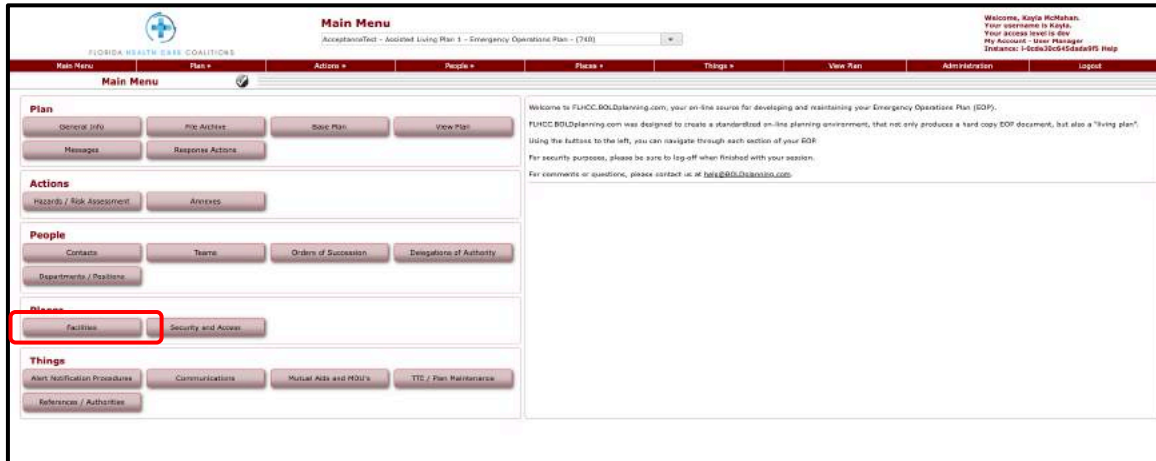 FLORIDA HEALTH CARE COALITIONS
Main Menu
AcceptanceTest - Assisted Living Plan 1 - Emergency Operations Plan - (740)
Welcome, Kayla McMahan.
Your username is Kayla.
Your access level is dev
My Account - User Manager
Instance: Help
Main Menu Plan Actions People Places Things View Plan Administration Logout
Main Menu
Plan
General Info File Archive Base Plan View Plan
Messages Response Actions
Actions
Hazards / Risk Assessment Annexes
People
Contacts Teams Orders of Succession Delegations of Authority
Departments / Positions
Places
Facilities Security and Access
Things
Alert Notification Procedures Communications Mutual Aids and MOU's TTE / Plan Maintenance
References / Authorities
Welcome to FLHCC.BOLDplanning.com, your on-line source for developing and maintaining your Emergency Operations Plan (EOP).
FLHCC.BOLDplanning.com was designed to create a standardized on-line planning environment, that not only produces a hard copy EOP document, but also a "living plan".
Using the buttons to the left, you can navigate through each section of your EOP.
For security purposes, please be sure to log-off when finished with your session.
For comments or questions, please contact us at help@BOLDplanning.com.